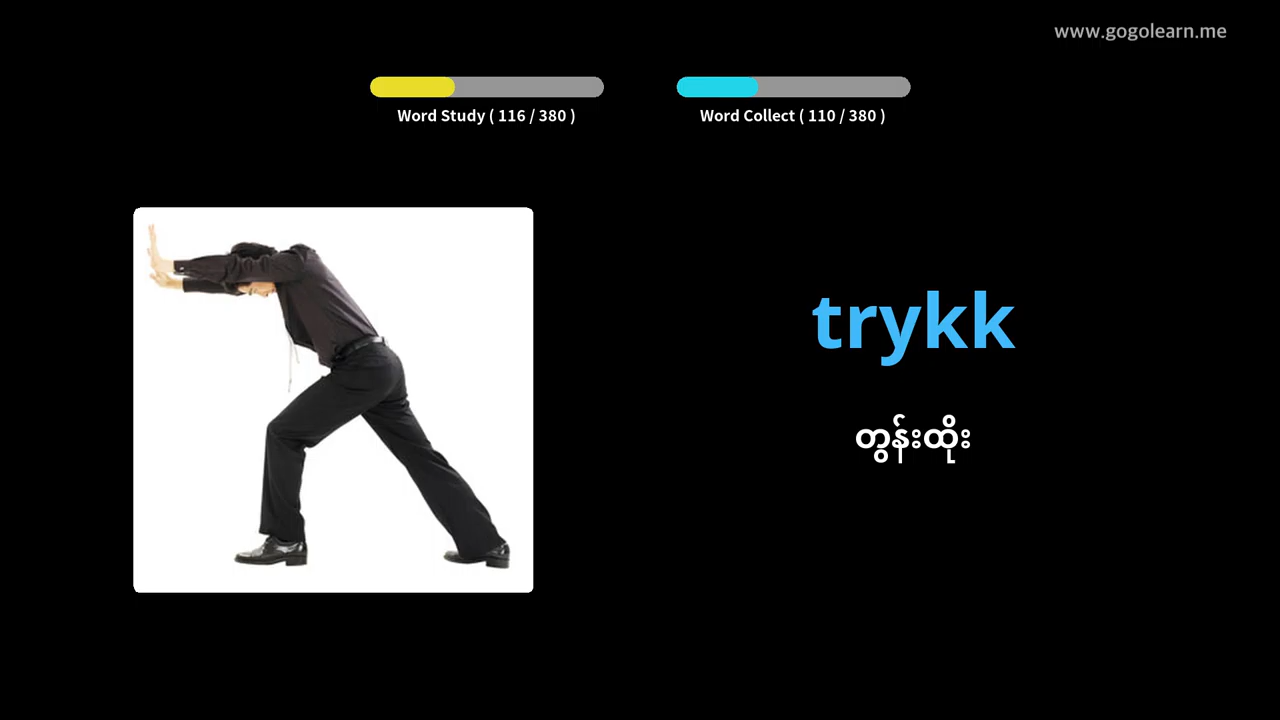 www.gogolearn.me
Word Study ( 116 / 380 )
Word Collect ( 110 / 380 )
trykk
တွန်းထိုး